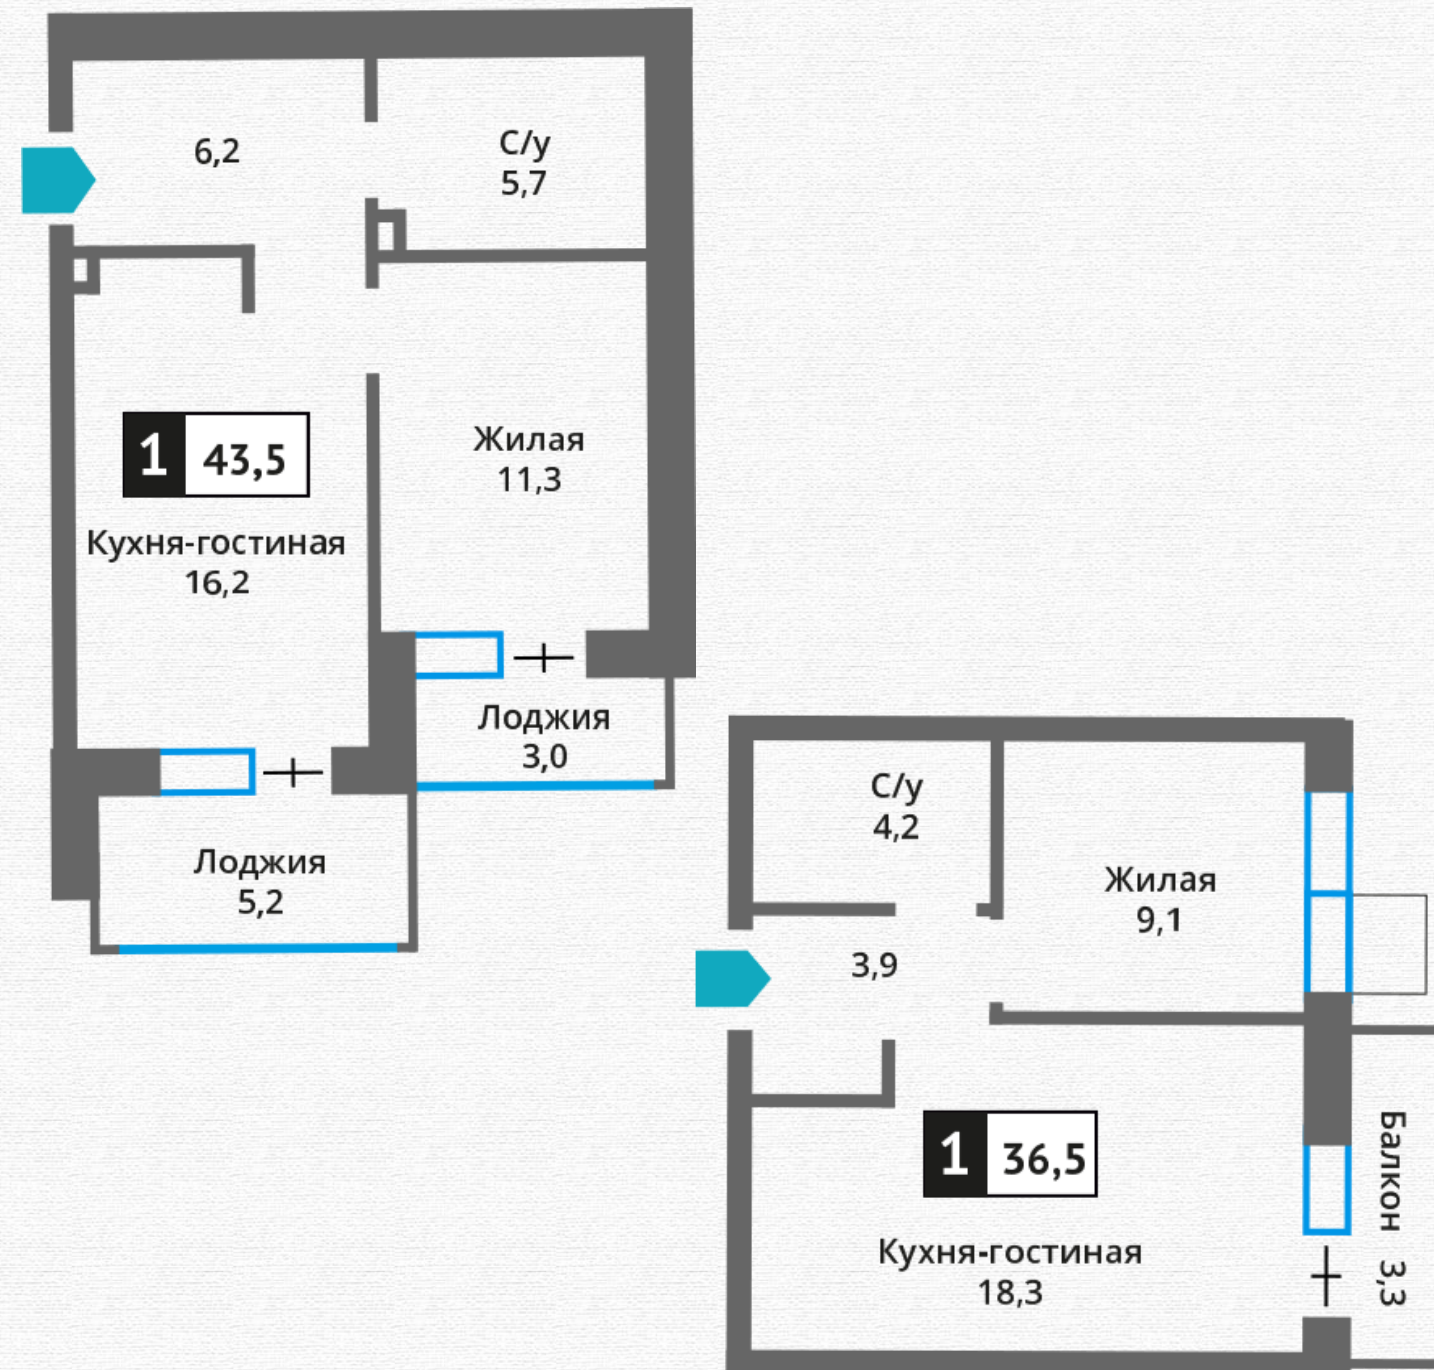 6,2
С/у
5,7
1 43,5
Жилая
11,3
Кухня-гостиная
16,2
Лоджия
3,0
Лоджия
5,2
С/у
4,2
Жилая
9,1
3,9
1 36,5
Кухня-гостиная
18,3
Балкон 3,3